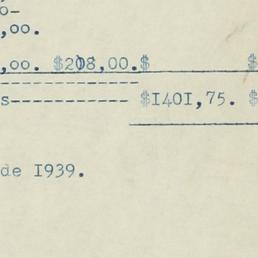 o-
,oo.
,oo. $208,00.$ $
s----------- $I40I,75. $
de I939.